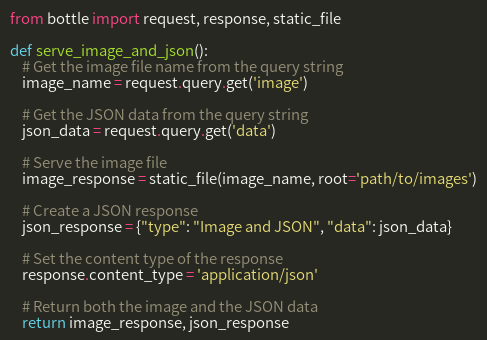 from bottle import request, response, static_file

def serve_image_and_json():
    # Get the image file name from the query string
    image_name = request.query.get('image')

    # Get the JSON data from the query string
    json_data = request.query.get('data')

    # Serve the image file
    image_response = static_file(image_name, root='path/to/images')

    # Create a JSON response
    json_response = {"type": "Image and JSON", "data": json_data}

    # Set the content type of the response
    response.content_type = 'application/json'

    # Return both the image and the JSON data
    return image_response, json_response